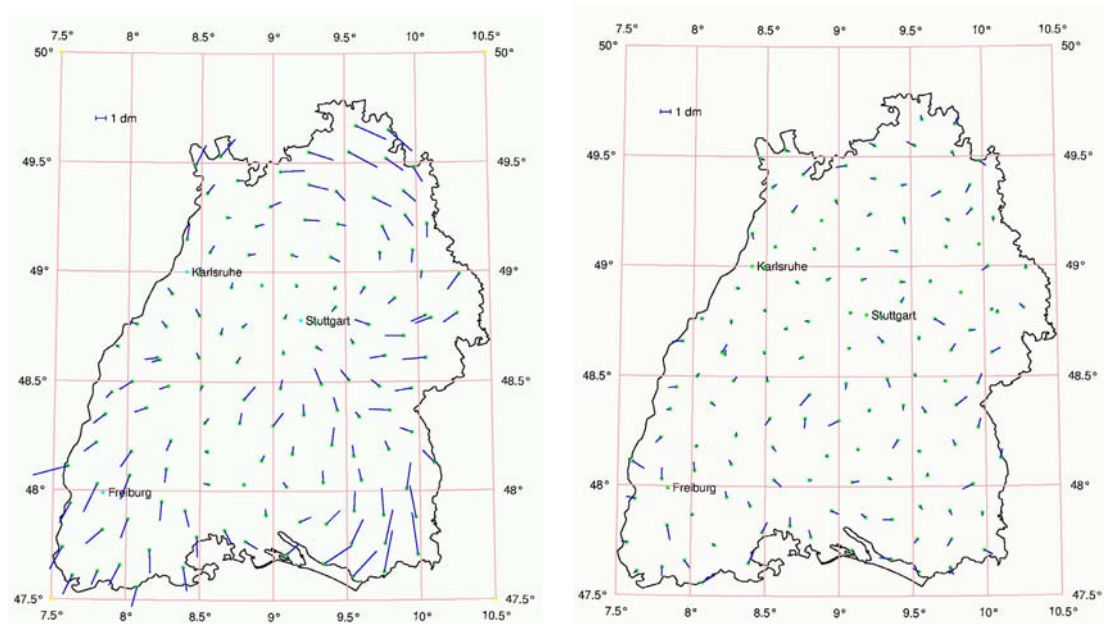 7.5° 8° 8.5° 9° 9.5° 10° 10.5°
50° 50°
1 dm
49.5° 49.5°
Karlsruhe
49° 49°
Stuttgart
48.5° 48.5°
48° Freiburg 48°
47.5° 47.5°
7.5° 8° 8.5° 9° 9.5° 10° 10.5°
7.5° 8° 8.5° 9° 9.5° 10° 10.5°
50° 50°
1 dm
49.5° 49.5°
49° Karlsruhe 49°
Stuttgart
48.5° 48.5°
48° Freiburg 48°
47.5° 47.5°
7.5° 8° 8.5° 9° 9.5° 10° 10.5°